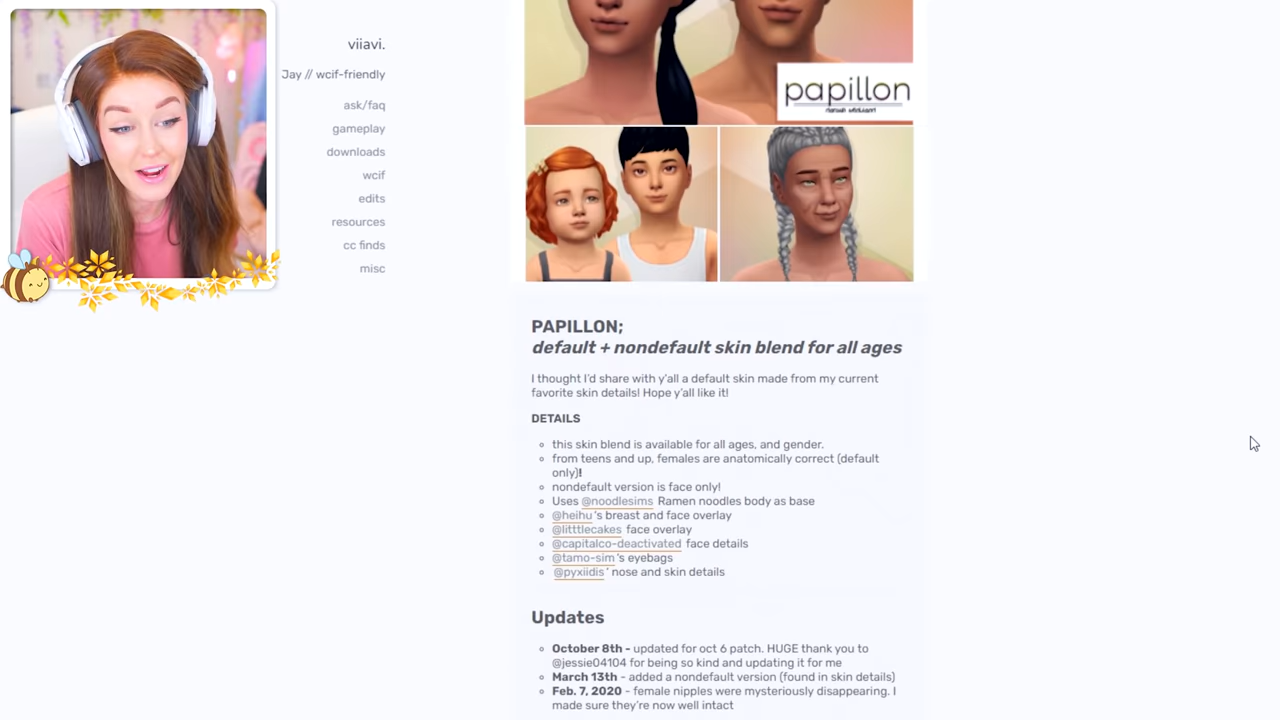 viiavi.
Jay // wcif-friendly
ask/faq
gameplay
downloads
wcif
edits
resources
cc finds
misc
papillon
PAPILLON;
default + nondefault skin blend for all ages
I thought I'd share with y'all a default skin made from my current
favorite skin details! Hope y'all like it!
DETAILS
this skin blend is available for all ages, and gender.
from teens and up, females are anatomically correct (default
only)!
nondefault version is face only!
Uses @noodlesims Ramen noodles body as base
@heihu's breast and face overlay
@litttlecakes face overlay
@capitalco-deactivated face details
@tamo-sim's eyebags
@pyxiidis' nose and skin details
Updates
October 8th - updated for oct 6 patch. HUGE thank you to
@jessie04104 for being so kind and updating it for me
March 13th - added a nondefault version (found in skin details)
Feb. 7, 2020 - female nipples were mysteriously disappearing. I
made sure they're now well intact